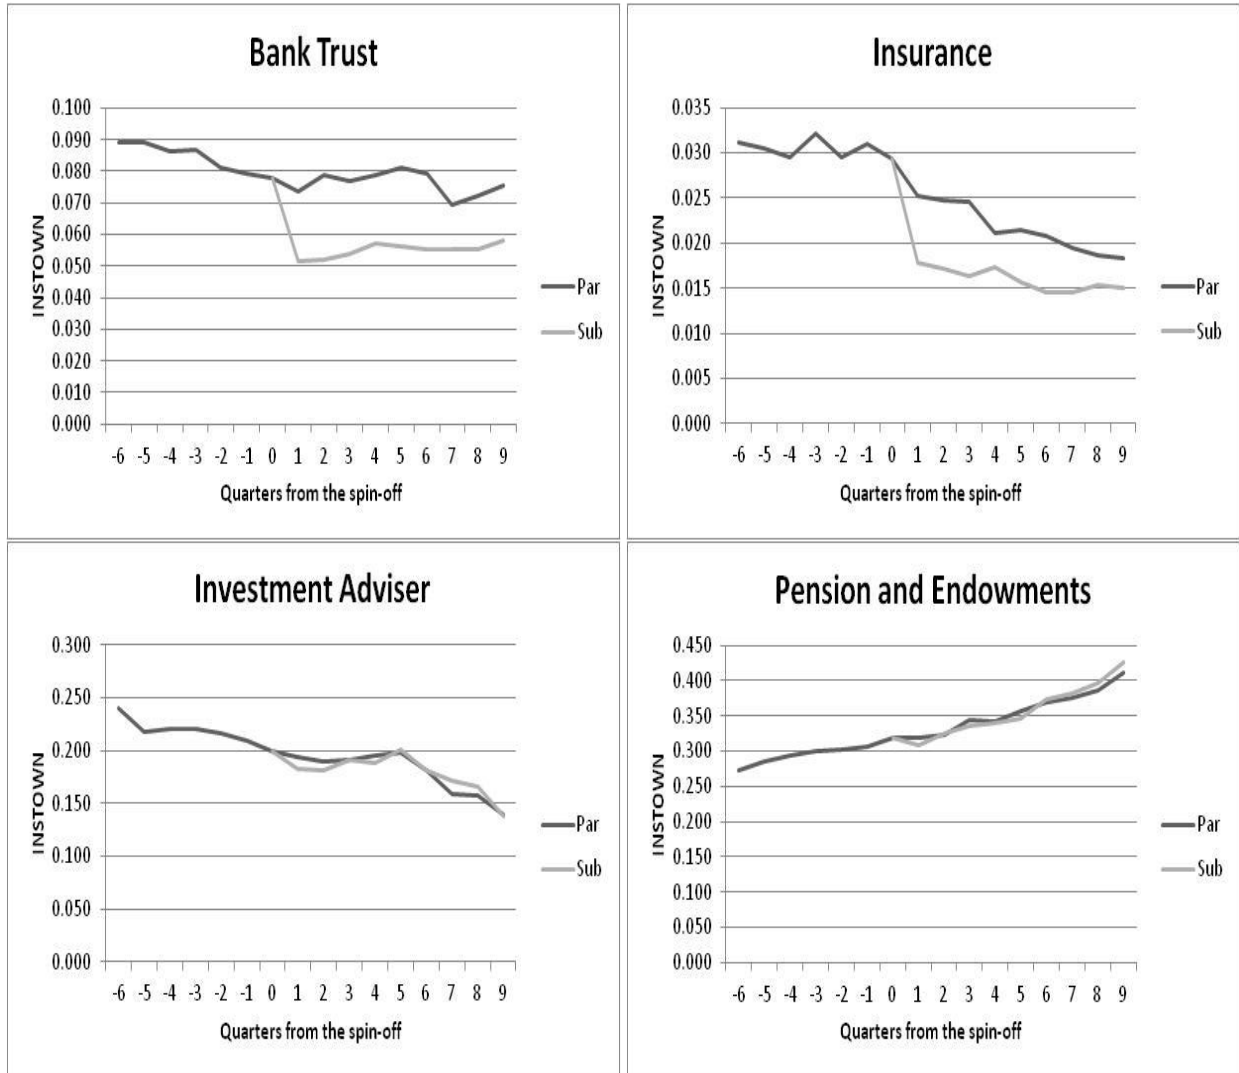 Bank Trust
0.100
0.090
0.080
0.070
0.060
0.050
0.040
0.030
0.020
0.010
0.000
INSTOWN
-6 -5 -4 -3 -2 -1 0 1 2 3 4 5 6 7 8 9
Quarters from the spin-off
Par
Sub
Insurance
0.035
0.030
0.025
0.020
0.015
0.010
0.005
0.000
INSTOWN
-6 -5 -4 -3 -2 -1 0 1 2 3 4 5 6 7 8 9
Quarters from the spin-off
Par
Sub
Investment Adviser
0.300
0.250
0.200
0.150
0.100
0.050
0.000
INSTOWN
-6 -5 -4 -3 -2 -1 0 1 2 3 4 5 6 7 8 9
Quarters from the spin-off
Par
Sub
Pension and Endowments
0.450
0.400
0.350
0.300
0.250
0.200
0.150
0.100
0.050
0.000
INSTOWN
-6 -5 -4 -3 -2 -1 0 1 2 3 4 5 6 7 8 9
Quarters from the spin-off
Par
Sub